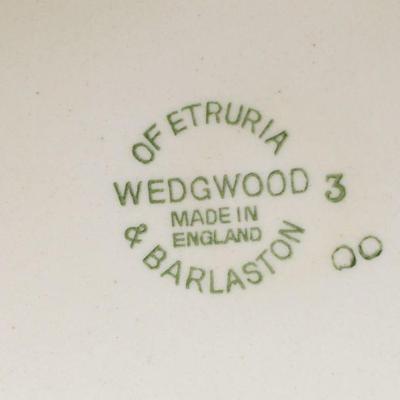 OF ETRURIA
WEDGWOOD 3
MADE IN
ENGLAND
& BARLASTON
OO